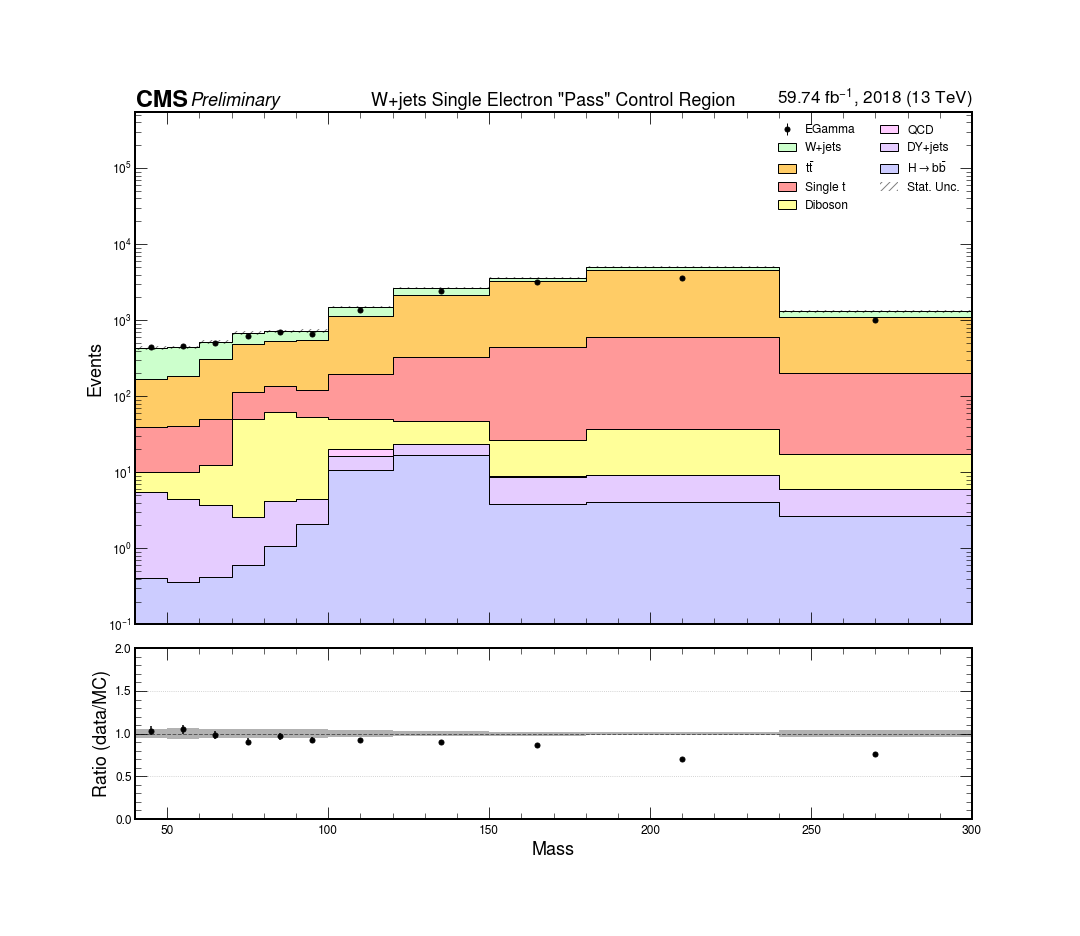 CMS Preliminary W+jets Single Electron "Pass" Control Region 59.74 fb⁻¹, 2018 (13 TeV)
EGamma
W+jets
tt̄
Single t
Diboson
QCD
DY+jets
H→bb̄
Stat. Unc.
Events
10⁵
10⁴
10³
10²
10¹
10⁰
10⁻¹
Ratio (data/MC)
2.0
1.5
1.0
0.5
0.0
50 100 150 200 250 300
Mass